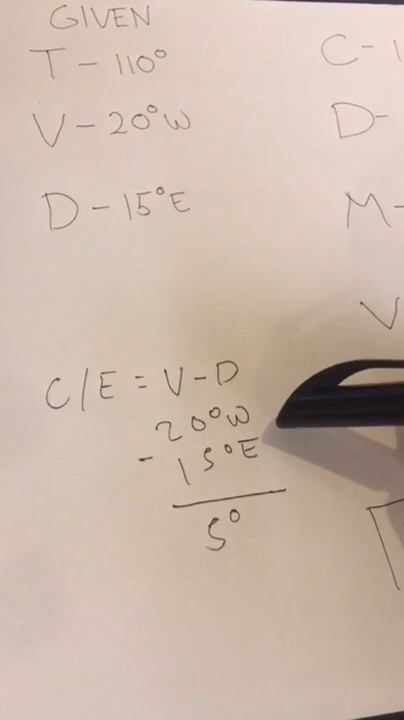 GIVEN
T - 110°
V - 20°W
D - 15°E
C -
D -
M -
V
C/E = V - D
20°W
- 15°E
5°